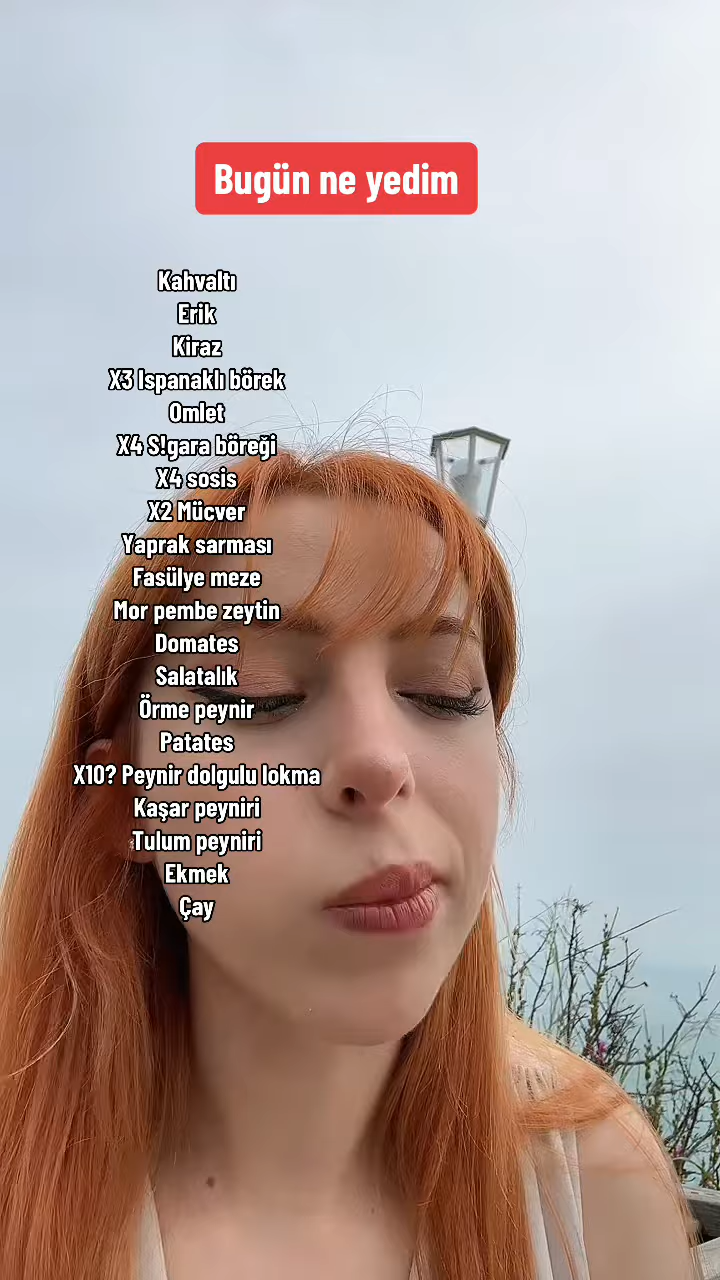 Bugün ne yedim
Kahvaltı
Erik
Kiraz
X3 Ispanaklı börek
Omlet
X4 S!gara böreği
X4 sosis
X2 Mücver
Yaprak sarması
Fasülye meze
Mor pembe zeytin
Domates
Salatalık
Örme peynir
Patates
X10? Peynir dolgulu lokma
Kaşar peyniri
Tulum peyniri
Ekmek
Çay